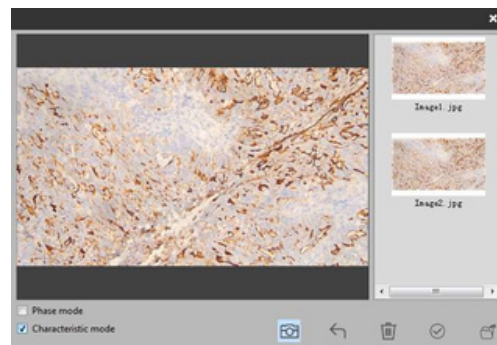 Image1.jpg
Image2.jpg
Phase mode
Characteristic mode